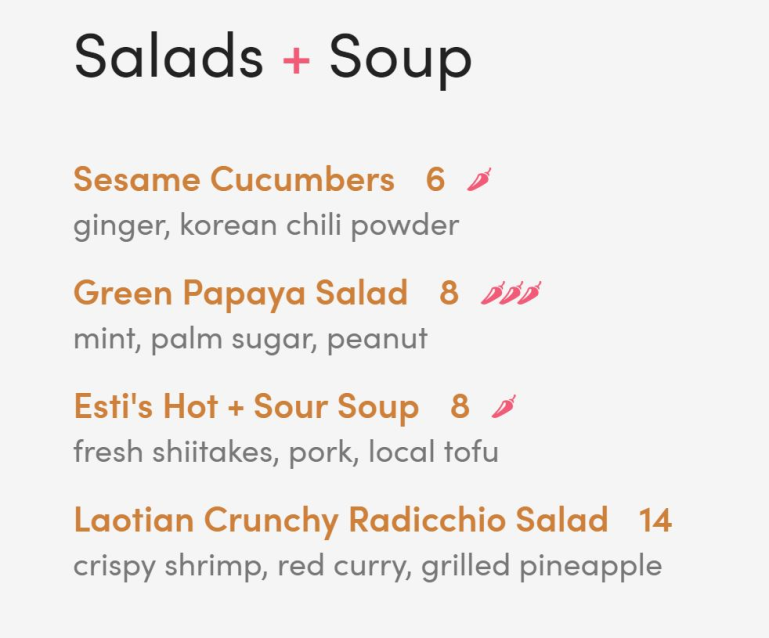 Salads + Soup
Sesame Cucumbers 6
ginger, korean chili powder
Green Papaya Salad 8
mint, palm sugar, peanut
Esti's Hot + Sour Soup 8
fresh shiitakes, pork, local tofu
Laotian Crunchy Radicchio Salad 14
crispy shrimp, red curry, grilled pineapple